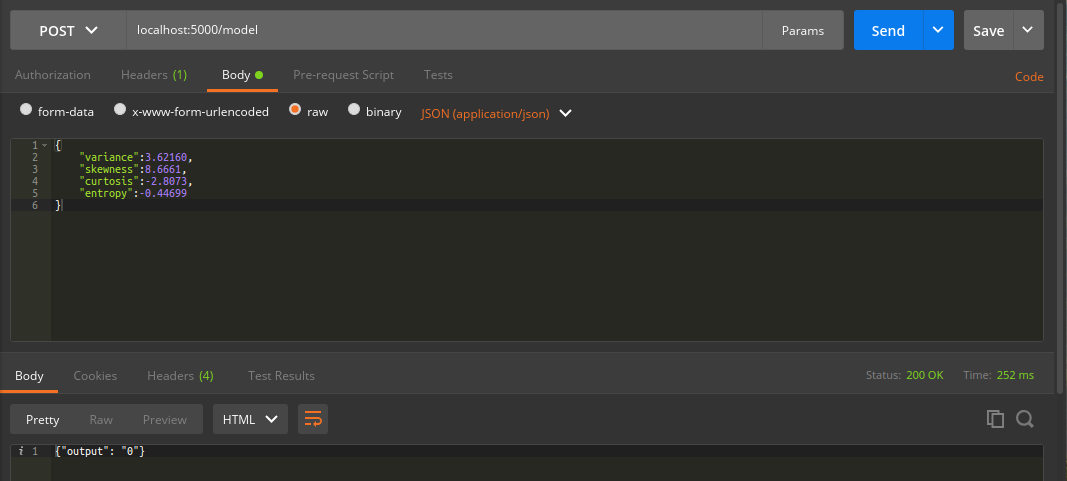 POST localhost:5000/model Params Send Save
Authorization Headers (1) Body Pre-request Script Tests Code
form-data x-www-form-urlencoded raw binary JSON (application/json)
1 {
2 "variance":3.62160,
3 "skewness":8.6661,
4 "curtosis":-2.8073,
5 "entropy":-0.44699
6 }
Body Cookies Headers (4) Test Results Status: 200 OK Time: 252 ms
Pretty Raw Preview HTML
i 1 {"output": "0"}